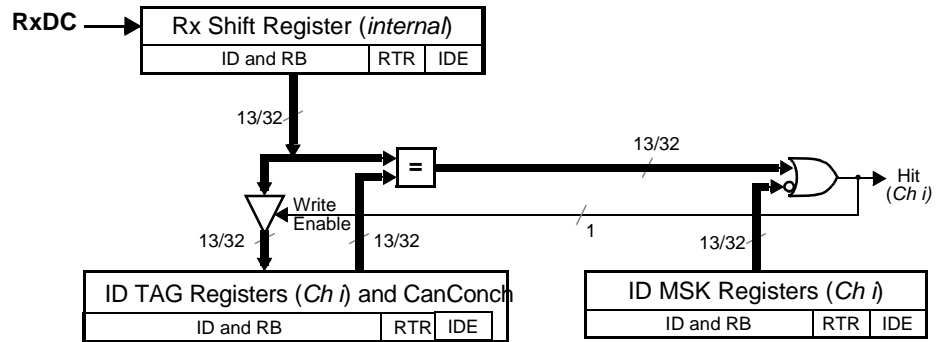 RxDC
Rx Shift Register (internal)
ID and RB RTR IDE
13/32
13/32
=
Hit
(Ch i)
Write
Enable
1
13/32
13/32
13/32
ID TAG Registers (Ch i) and CanConch
ID and RB RTR IDE
ID MSK Registers (Ch i)
ID and RB RTR IDE